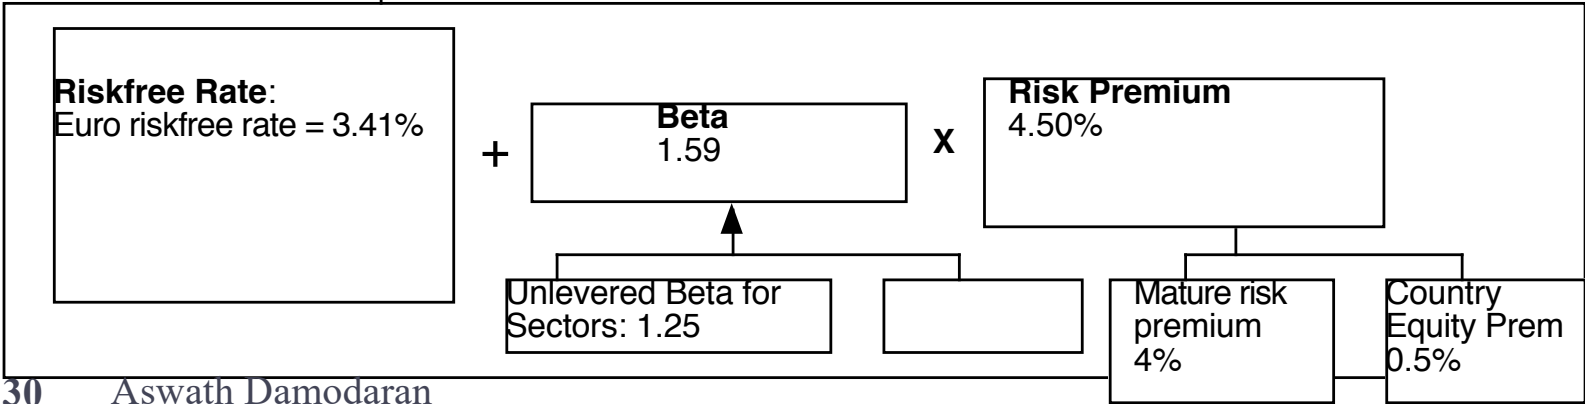 Riskfree Rate:
Euro riskfree rate = 3.41%
+
Beta
1.59
X
Risk Premium
4.50%
Unlevered Beta for
Sectors: 1.25
Mature risk
premium
4%
Country
Equity Prem
0.5%
30 Aswath Damodaran